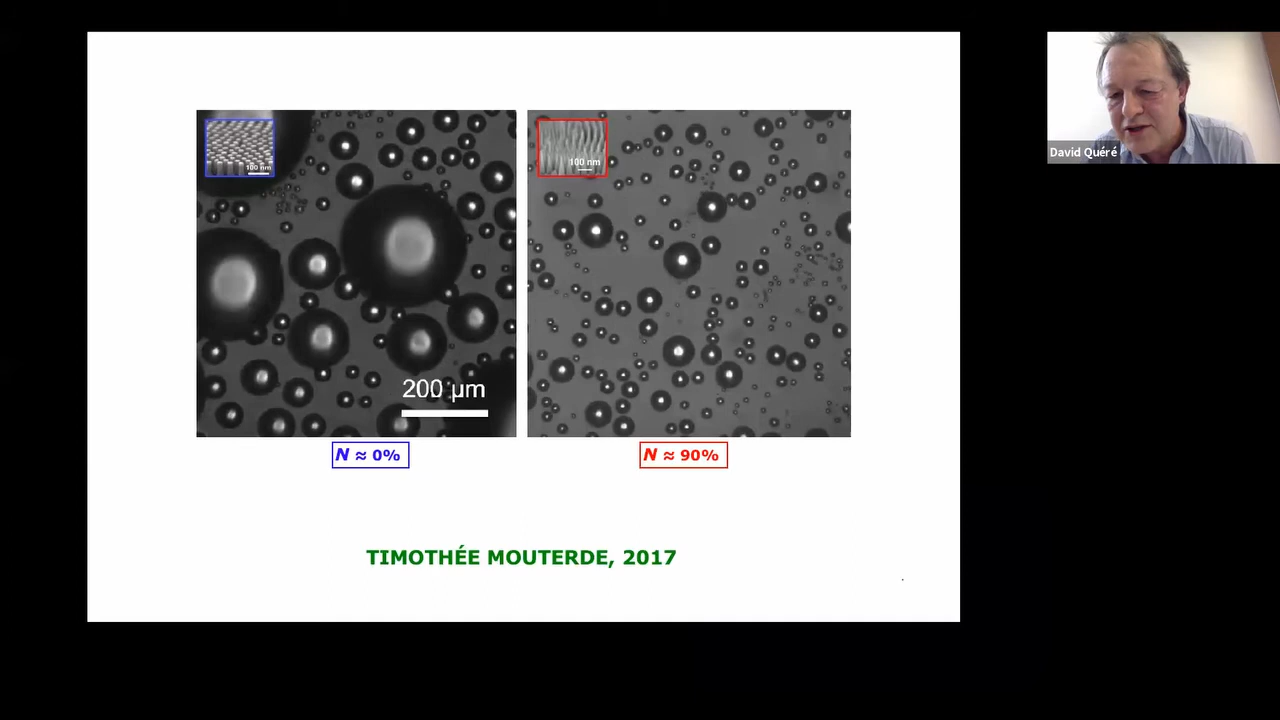 David Quéré
100 nm
100 nm
200 µm
N ≈ 0%
N ≈ 90%
TIMOTHÉE MOUTERDE, 2017